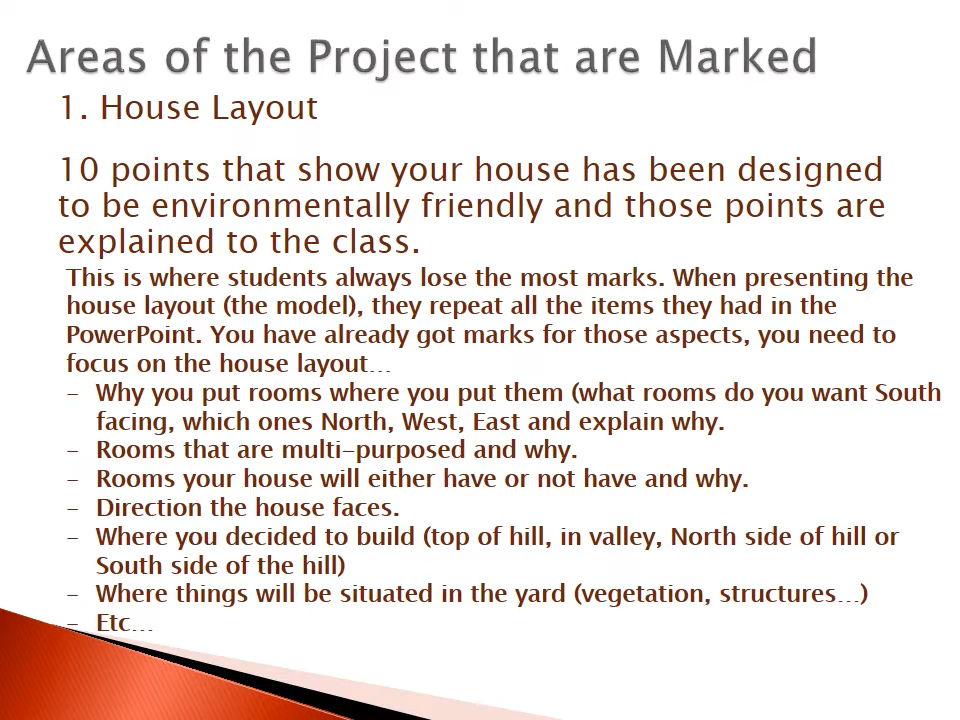 Areas of the Project that are Marked
1. House Layout
10 points that show your house has been designed
to be environmentally friendly and those points are
explained to the class.
This is where students always lose the most marks. When presenting the
house layout (the model), they repeat all the items they had in the
PowerPoint. You have already got marks for those aspects, you need to
focus on the house layout...
- Why you put rooms where you put them (what rooms do you want South
facing, which ones North, West, East and explain why.
- Rooms that are multi-purposed and why.
- Rooms your house will either have or not have and why.
- Direction the house faces.
- Where you decided to build (top of hill, in valley, North side of hill or
South side of the hill)
- Where things will be situated in the yard (vegetation, structures...)
- Etc...